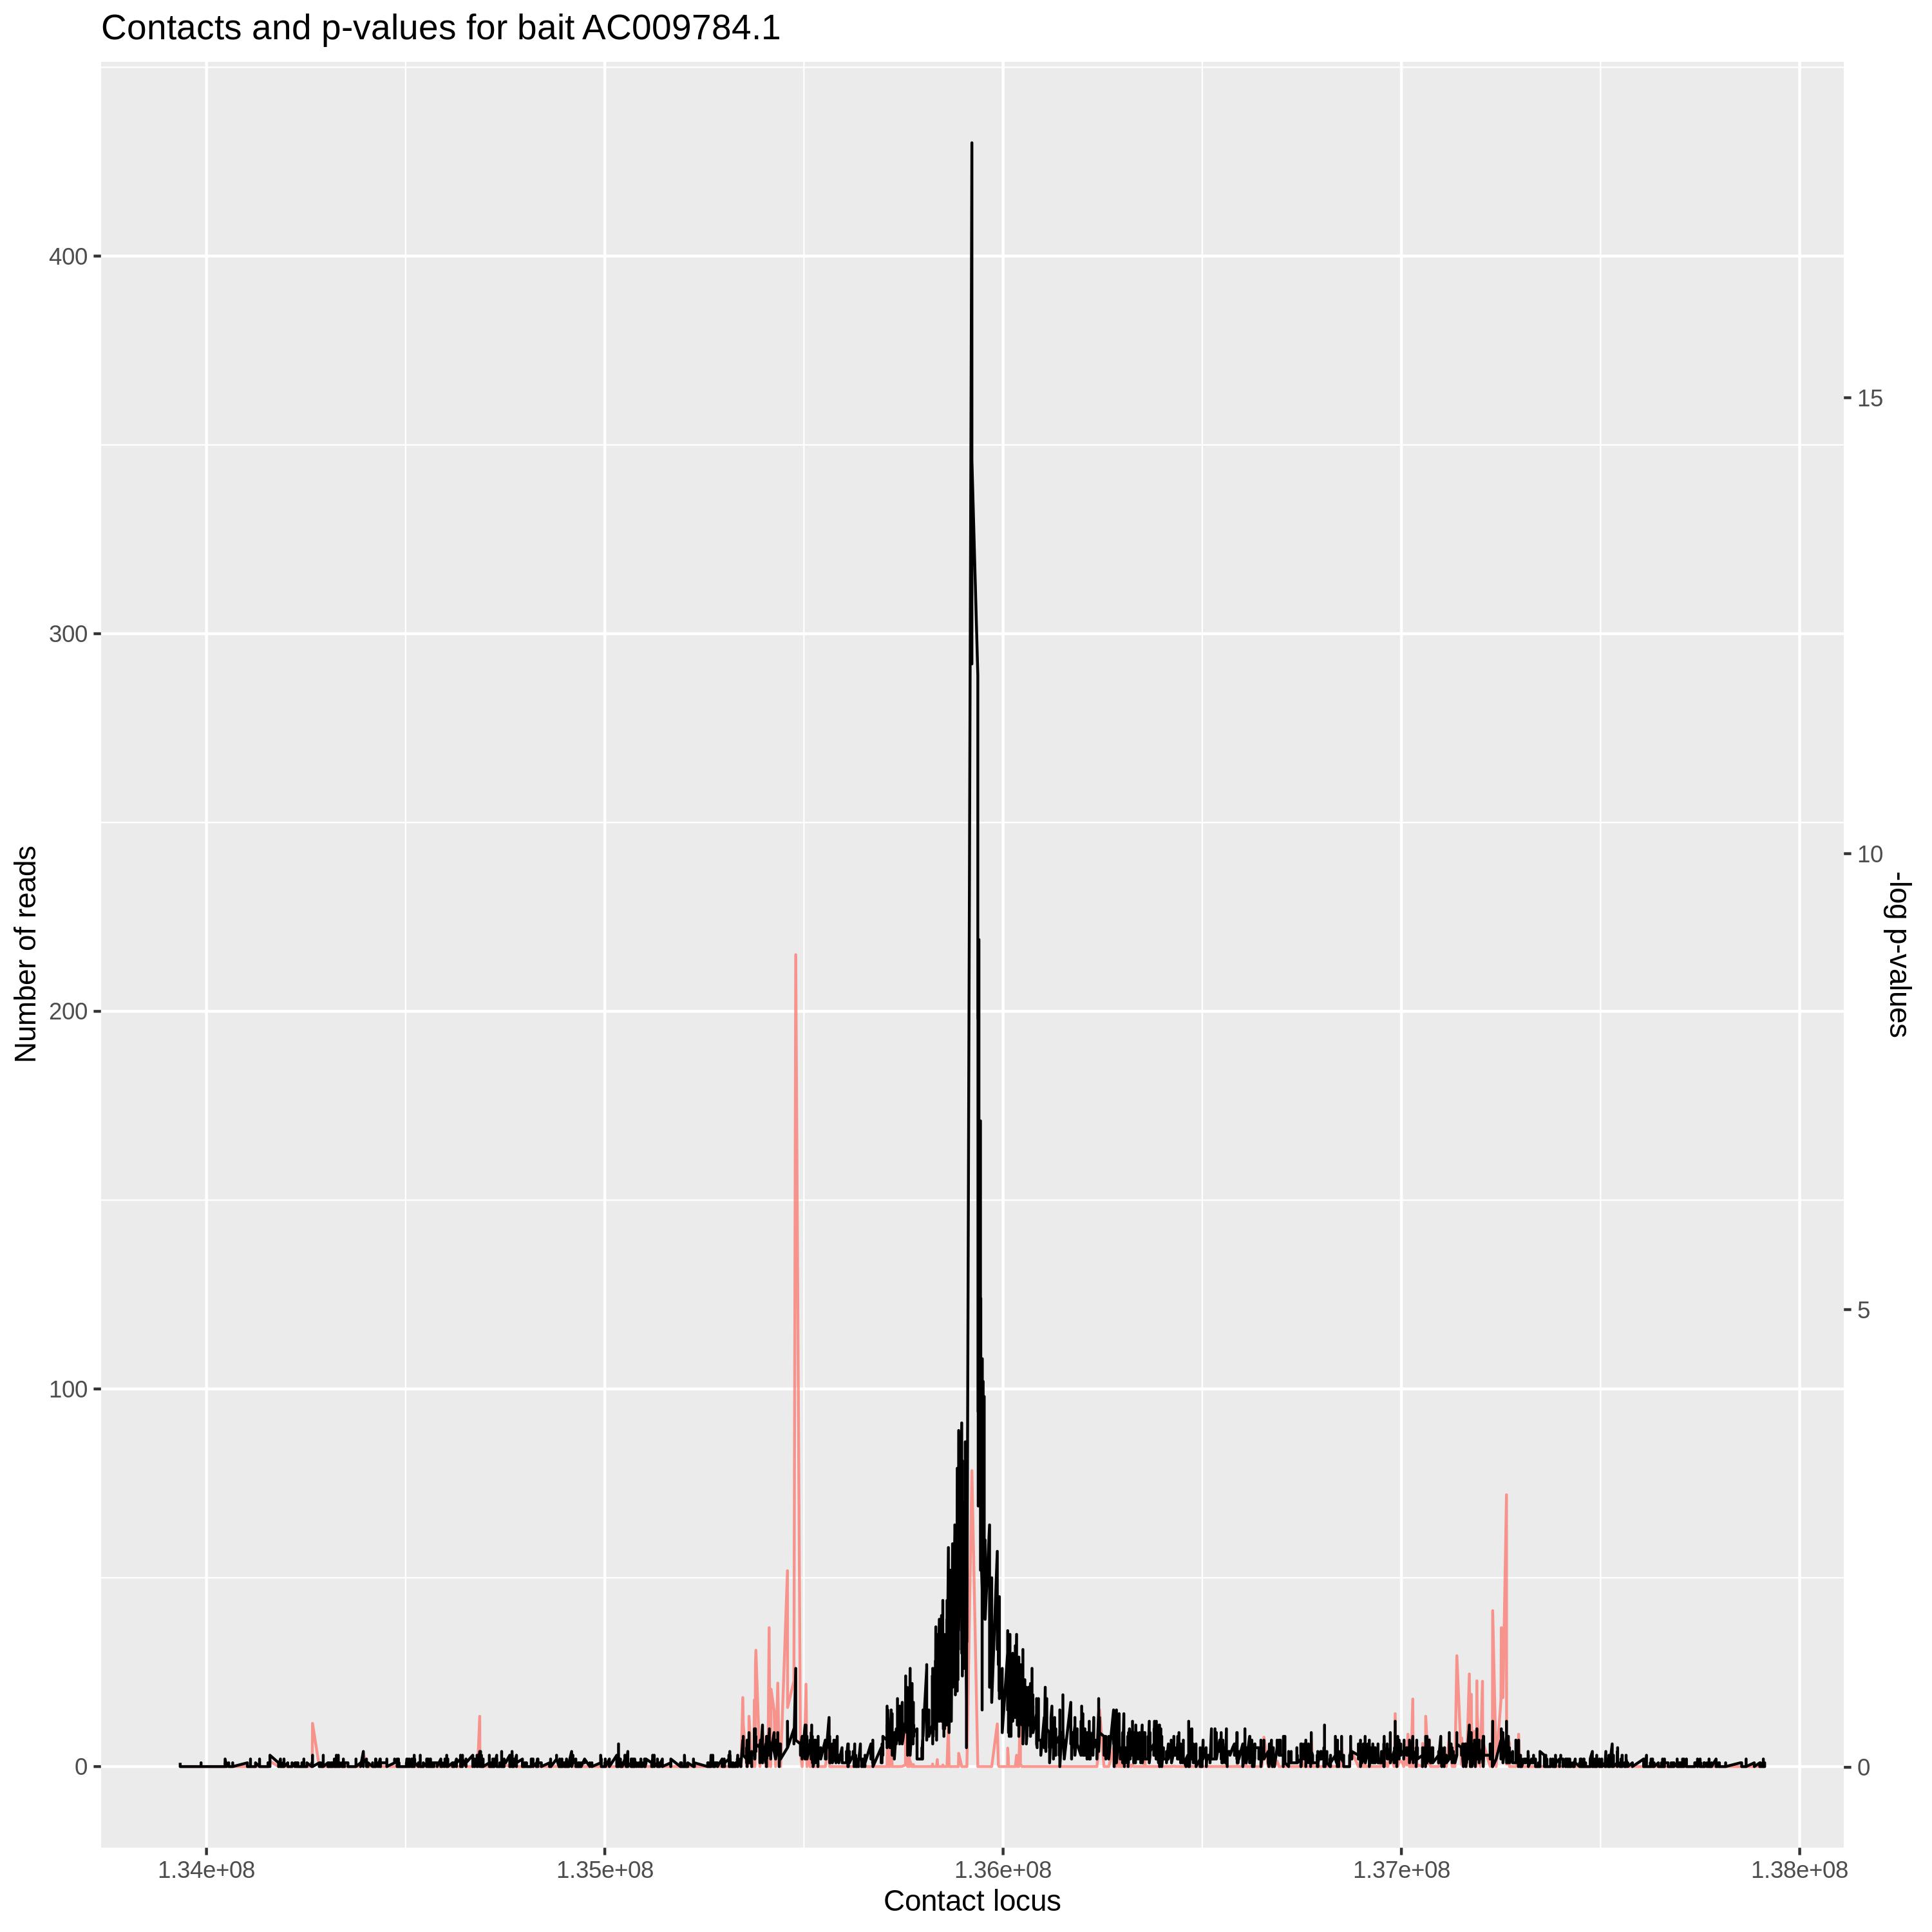 Contacts and p-values for bait AC009784.1
400
300
200
100
0
Number of reads
15
10
5
0
-log p-values
1.34e+08
1.35e+08
1.36e+08
1.37e+08
1.38e+08
Contact locus